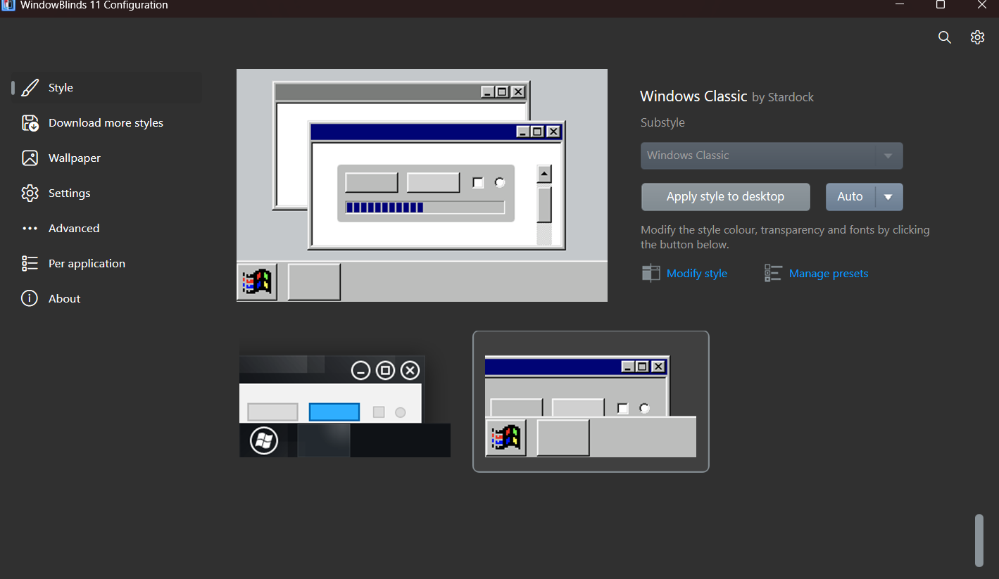 WindowBlinds 11 Configuration
Style
Download more styles
Wallpaper
Settings
Advanced
Per application
About
Windows Classic by Stardock
Substyle
Windows Classic
Apply style to desktop
Auto
Modify the style colour, transparency and fonts by clicking
the button below.
Modify style
Manage presets